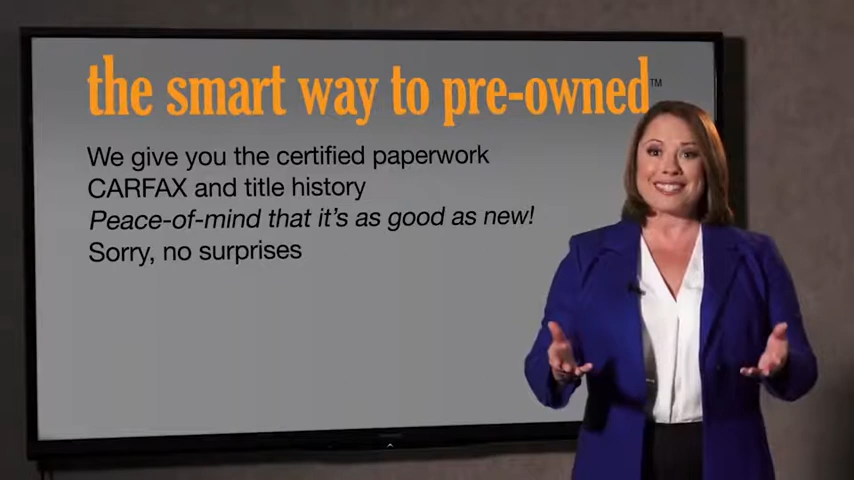 the smart way to pre-owned™
We give you the certified paperwork
CARFAX and title history
Peace-of-mind that it's as good as new!
Sorry, no surprises